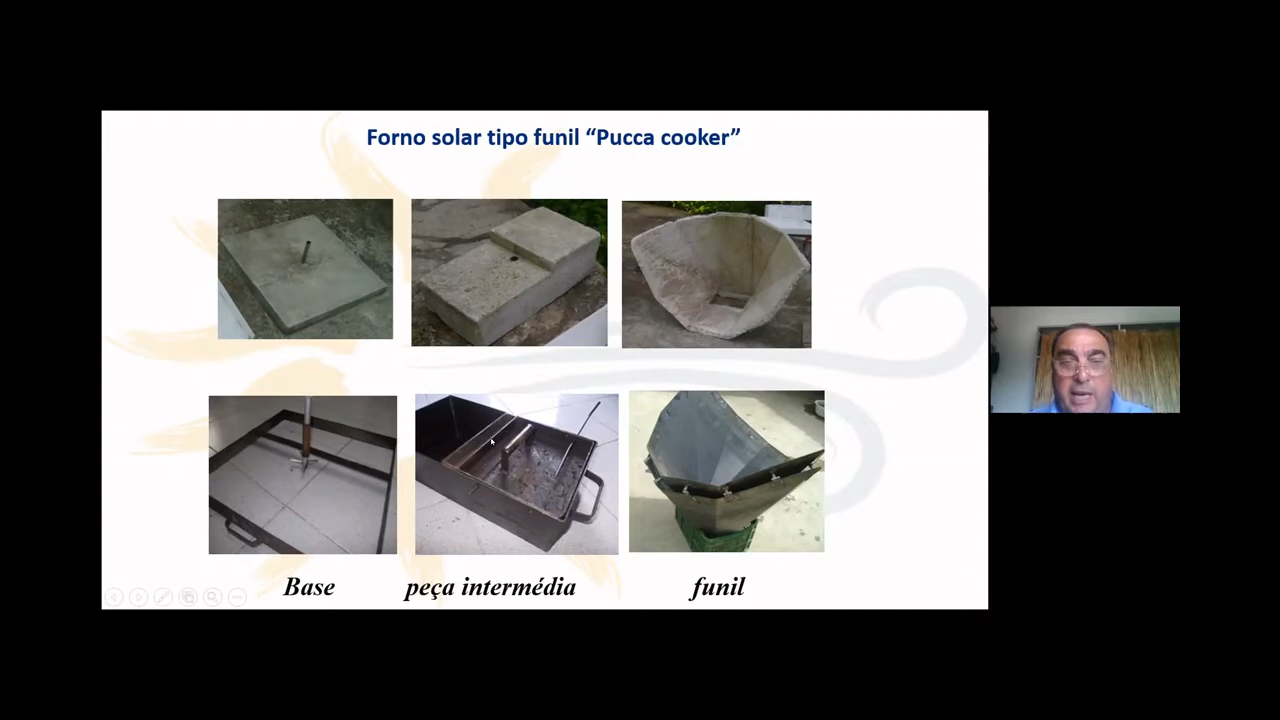 Forno solar tipo funil “Pucca cooker”
Base peça intermédia funil